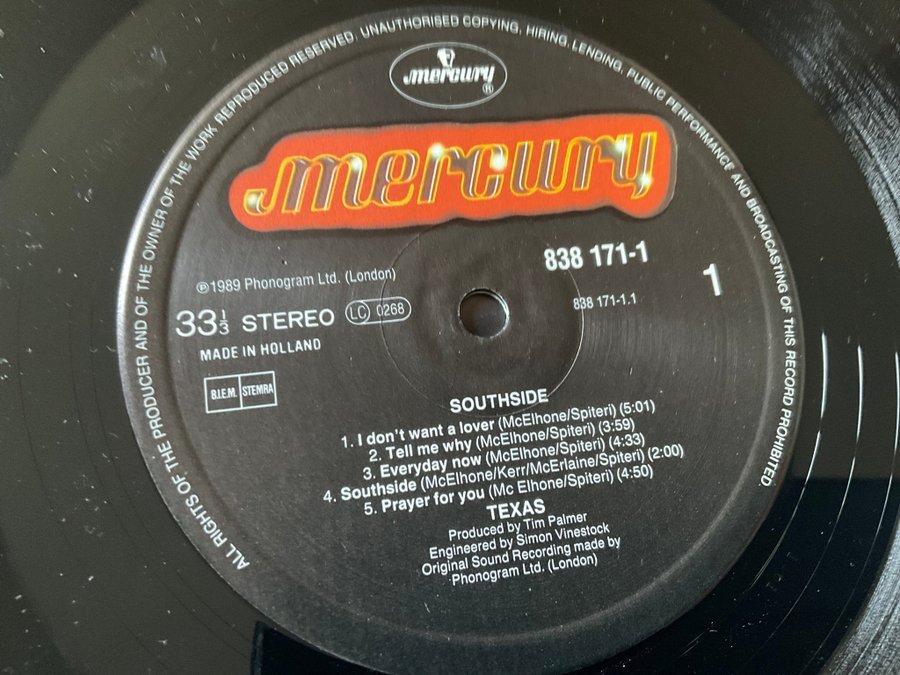 ALL RIGHTS OF THE PRODUCER AND OF THE OWNER OF THE WORK REPRODUCED RESERVED. UNAUTHORISED COPYING, HIRING, LENDING, PUBLIC PERFORMANCE AND BROADCASTING OF THIS RECORD PROHIBITED.
mercury ®
mercury
838 171-1
℗1989 Phonogram Ltd. (London)
1
33 1/3 STEREO LC 0268
838 171-1.1
MADE IN HOLLAND
B.I.E.M. STEMRA
SOUTHSIDE
1. I don't want a lover (McElhone/Spiteri) (5:01)
2. Tell me why (McElhone/Spiteri) (3:59)
3. Everyday now (McElhone/Spiteri) (4:33)
4. Southside (McElhone/Kerr/McErlaine/Spiteri) (2:00)
5. Prayer for you (Mc Elhone/Spiteri) (4:50)
TEXAS
Produced by Tim Palmer
Engineered by Simon Vinestock
Original Sound Recording made by
Phonogram Ltd. (London)